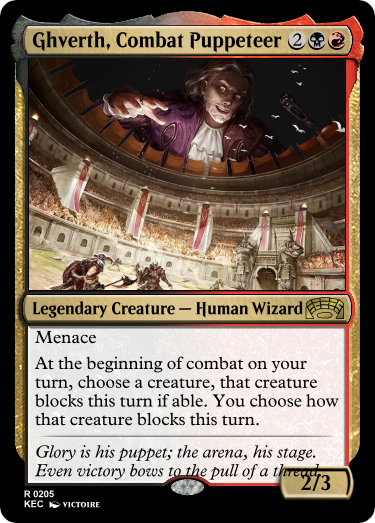 Ghverth, Combat Puppeteer 2
Legendary Creature — Human Wizard
Menace
At the beginning of combat on your
turn, choose a creature, that creature
blocks this turn if able. You choose how
that creature blocks this turn.
Glory is his puppet; the arena, his stage.
Even victory bows to the pull of a thread.
2/3
R 0205
KEC VICTOIRE